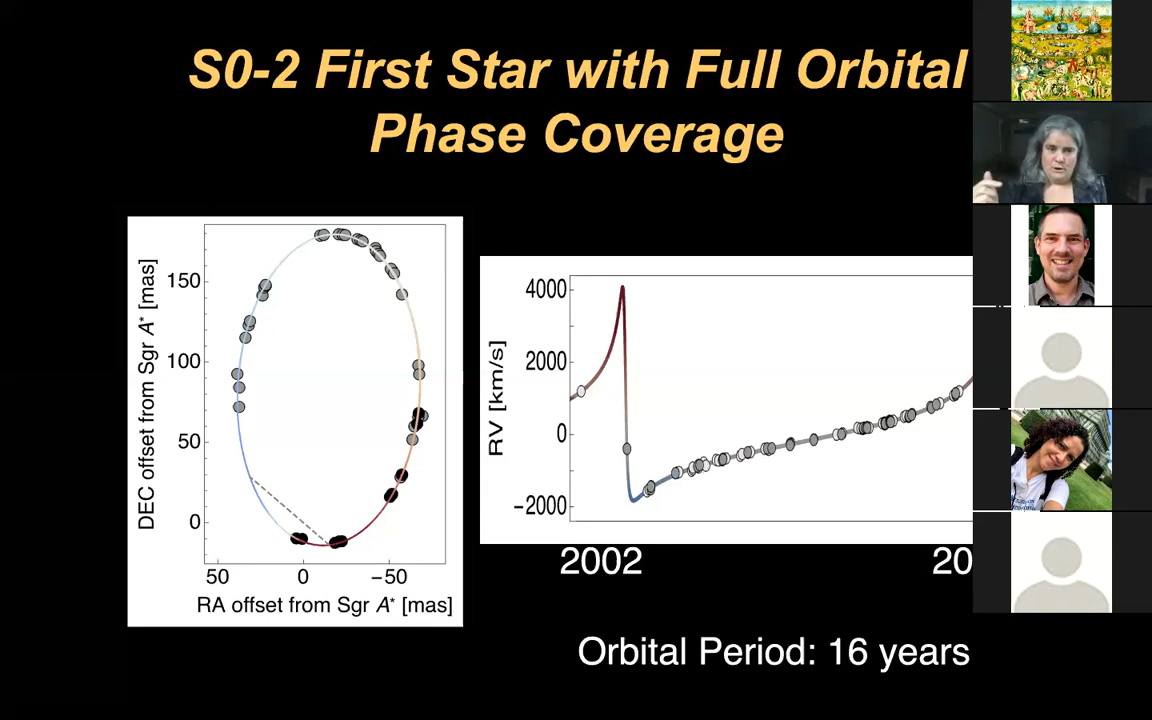 S0-2 First Star with Full Orbital
Phase Coverage
DEC offset from Sgr A* [mas]
150
100
50
0
50
0
−50
RA offset from Sgr A* [mas]
RV [km/s]
4000
2000
0
−2000
2002
20
Orbital Period: 16 years